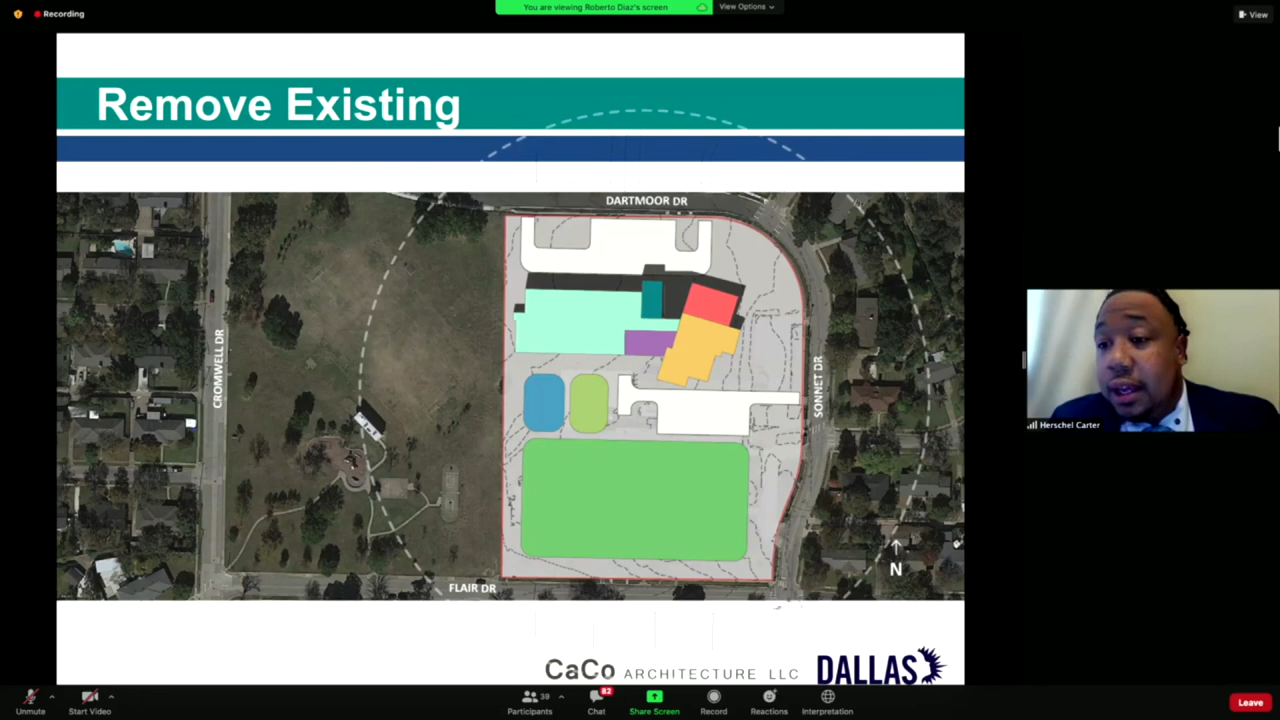 Recording
You are viewing Roberto Diaz's screen
View Options
View
Remove Existing
DARTMOOR DR
CROMWELL DR
SONNET DR
N
FLAIR DR
Herschel Carter
CaCo ARCHITECTURE LLC
DALLAS
Unmute
Start Video
39
Participants
82
Chat
Share Screen
Record
Reactions
Interpretation
Leave